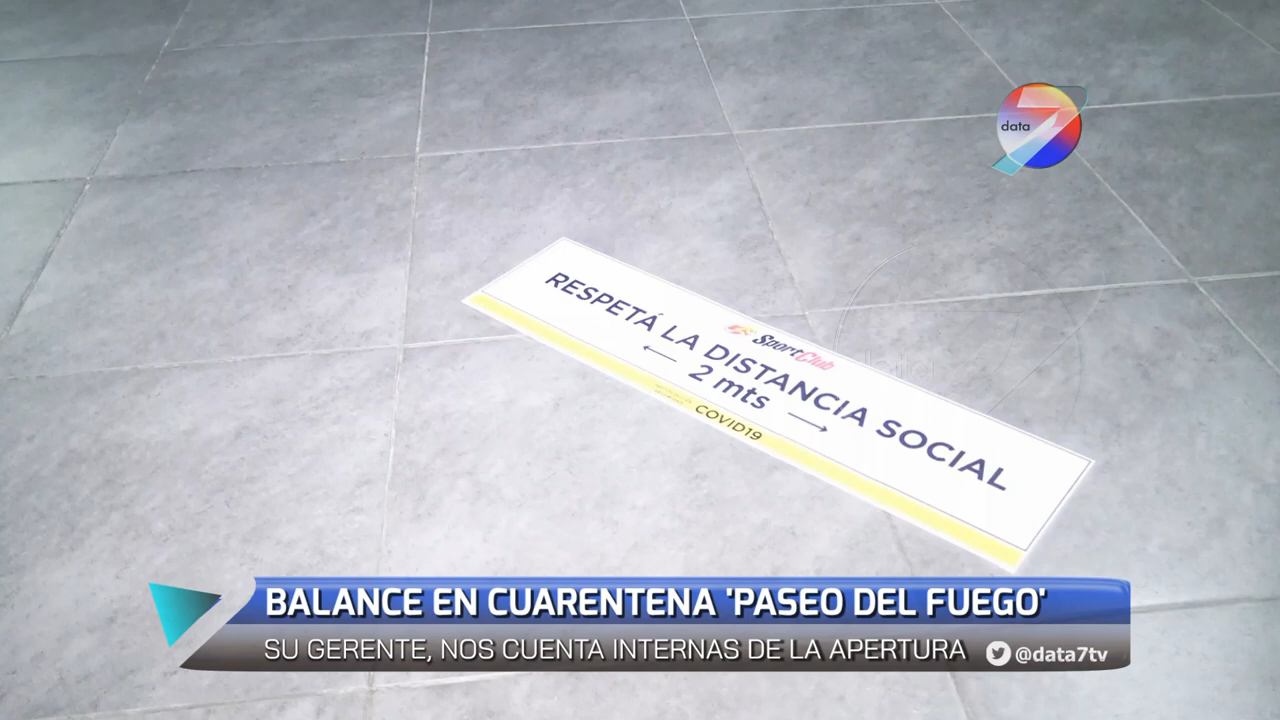 data
7
SportClub
RESPETÁ LA DISTANCIA SOCIAL
← 2 mts →
COVID19
BALANCE EN CUARENTENA 'PASEO DEL FUEGO'
SU GERENTE, NOS CUENTA INTERNAS DE LA APERTURA
@data7tv